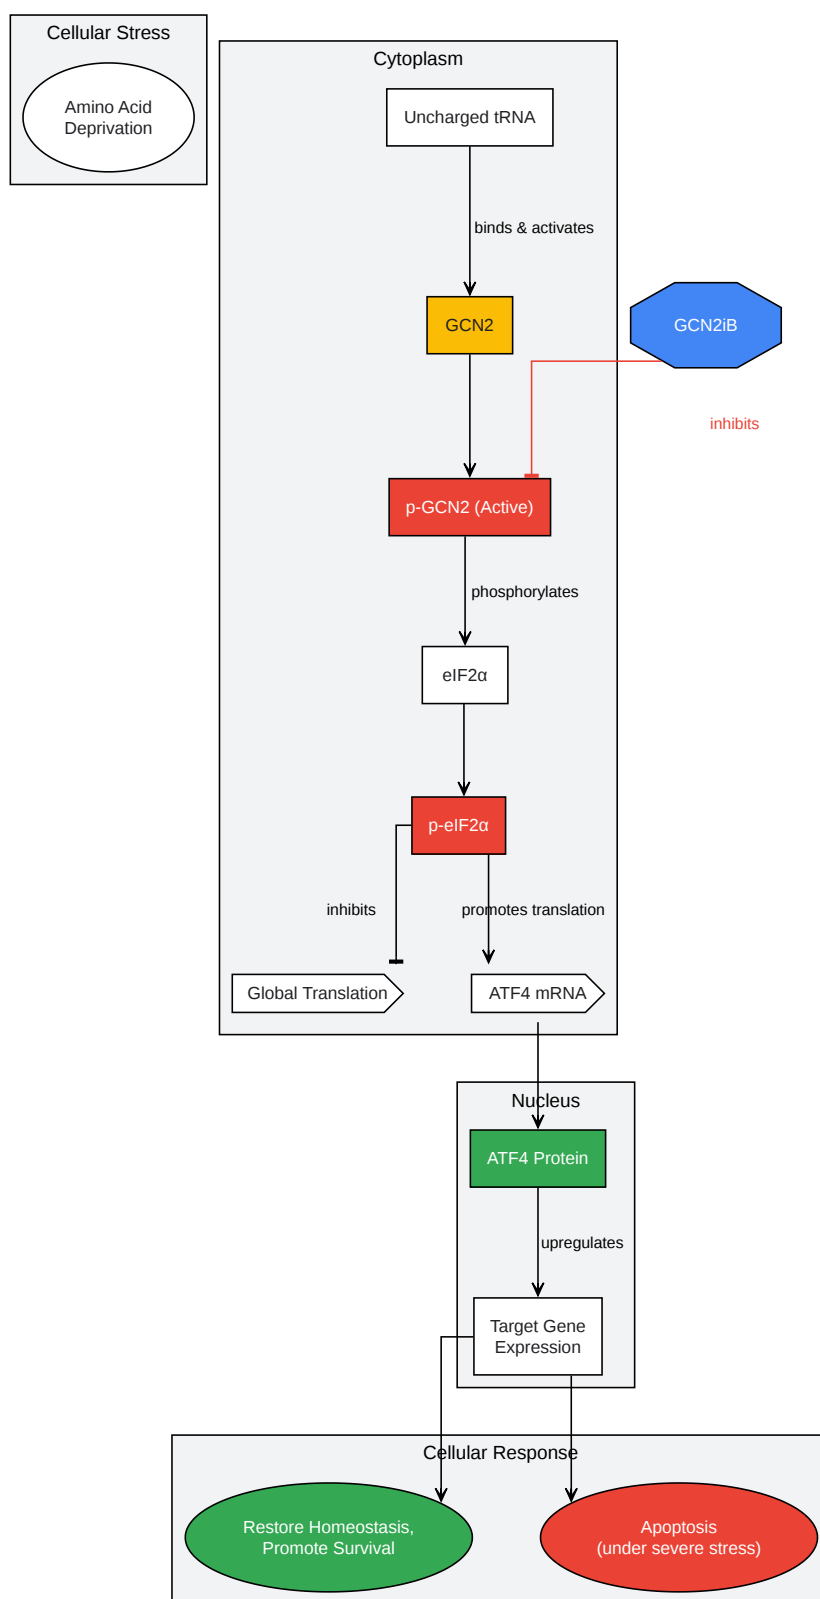 Cellular Stress
Amino Acid
Deprivation
Cytoplasm
Uncharged tRNA
binds & activates
GCN2
GCN2iB
inhibits
p-GCN2 (Active)
phosphorylates
eIF2α
p-eIF2α
inhibits
promotes translation
Global Translation
ATF4 mRNA
Nucleus
ATF4 Protein
upregulates
Target Gene
Expression
Cellular Response
Restore Homeostasis,
Promote Survival
Apoptosis
(under severe stress)